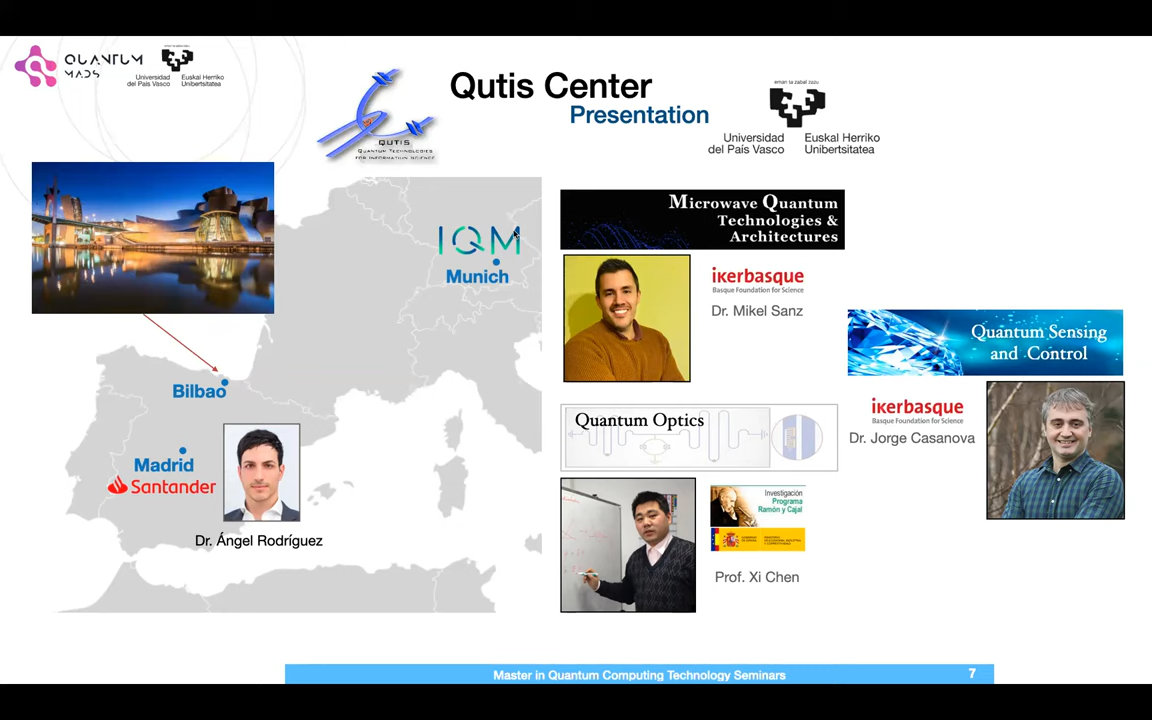 QUANTUM
MADS
eman ta zabal zazu
Universidad
del País Vasco
Euskal Herriko
Unibertsitatea
Qutis Center
Presentation
QUTIS
QUANTUM TECHNOLOGIES
FOR INFORMATION SCIENCE
eman ta zabal zazu
Universidad
del País Vasco
Euskal Herriko
Unibertsitatea
IQM
Munich
Bilbao
Madrid
Santander
Dr. Ángel Rodríguez
Microwave Quantum
Technologies &
Architectures
ikerbasque
Basque Foundation for Science
Dr. Mikel Sanz
Quantum Sensing
and Control
ikerbasque
Basque Foundation for Science
Dr. Jorge Casanova
Quantum Optics
Investigación
Programa
Ramón y Cajal
Prof. Xi Chen
Master in Quantum Computing Technology Seminars
7